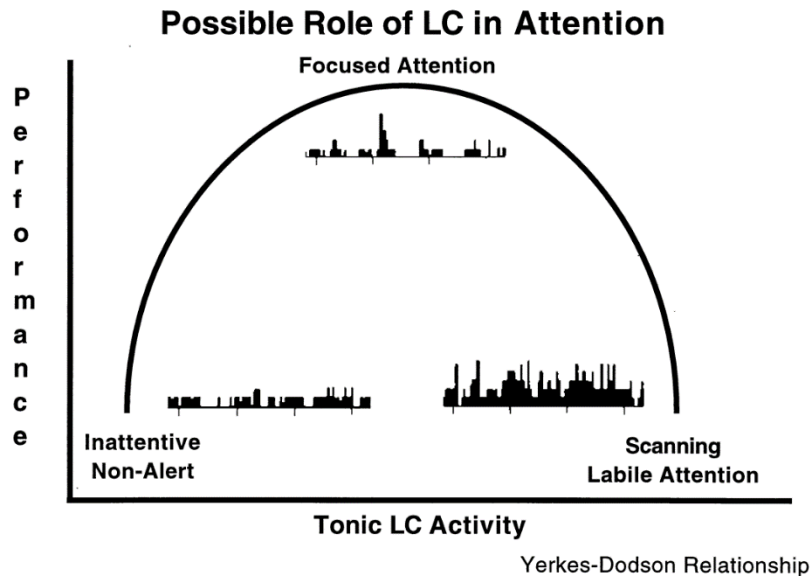 Possible Role of LC in Attention
Focused Attention
Performance
Inattentive
Non-Alert
Scanning
Labile Attention
Tonic LC Activity
Yerkes-Dodson Relationship